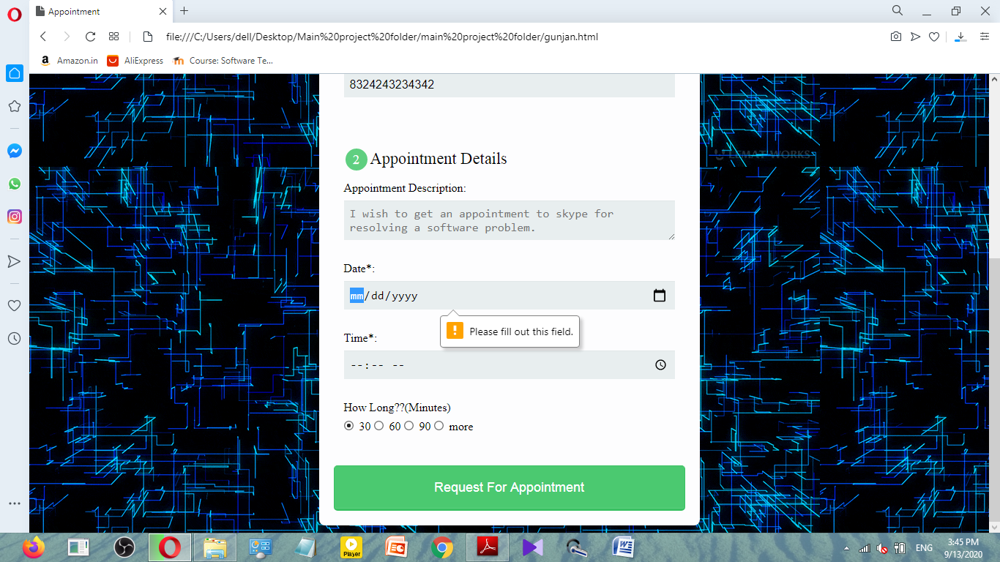 Appointment
file:///C:/Users/dell/Desktop/Main%20project%20folder/main%20project%20folder/gunjan.html
a Amazon.in AliExpress Course: Software Te...
8324243234342
2 Appointment Details
Appointment Description:
I wish to get an appointment to skype for
resolving a software problem.
Date*:
mm/dd/yyyy
! Please fill out this field.
Time*:
--:-- --
How Long??(Minutes)
30 60 90 more
Request For Appointment
Player
ENG
3:45 PM
9/13/2020